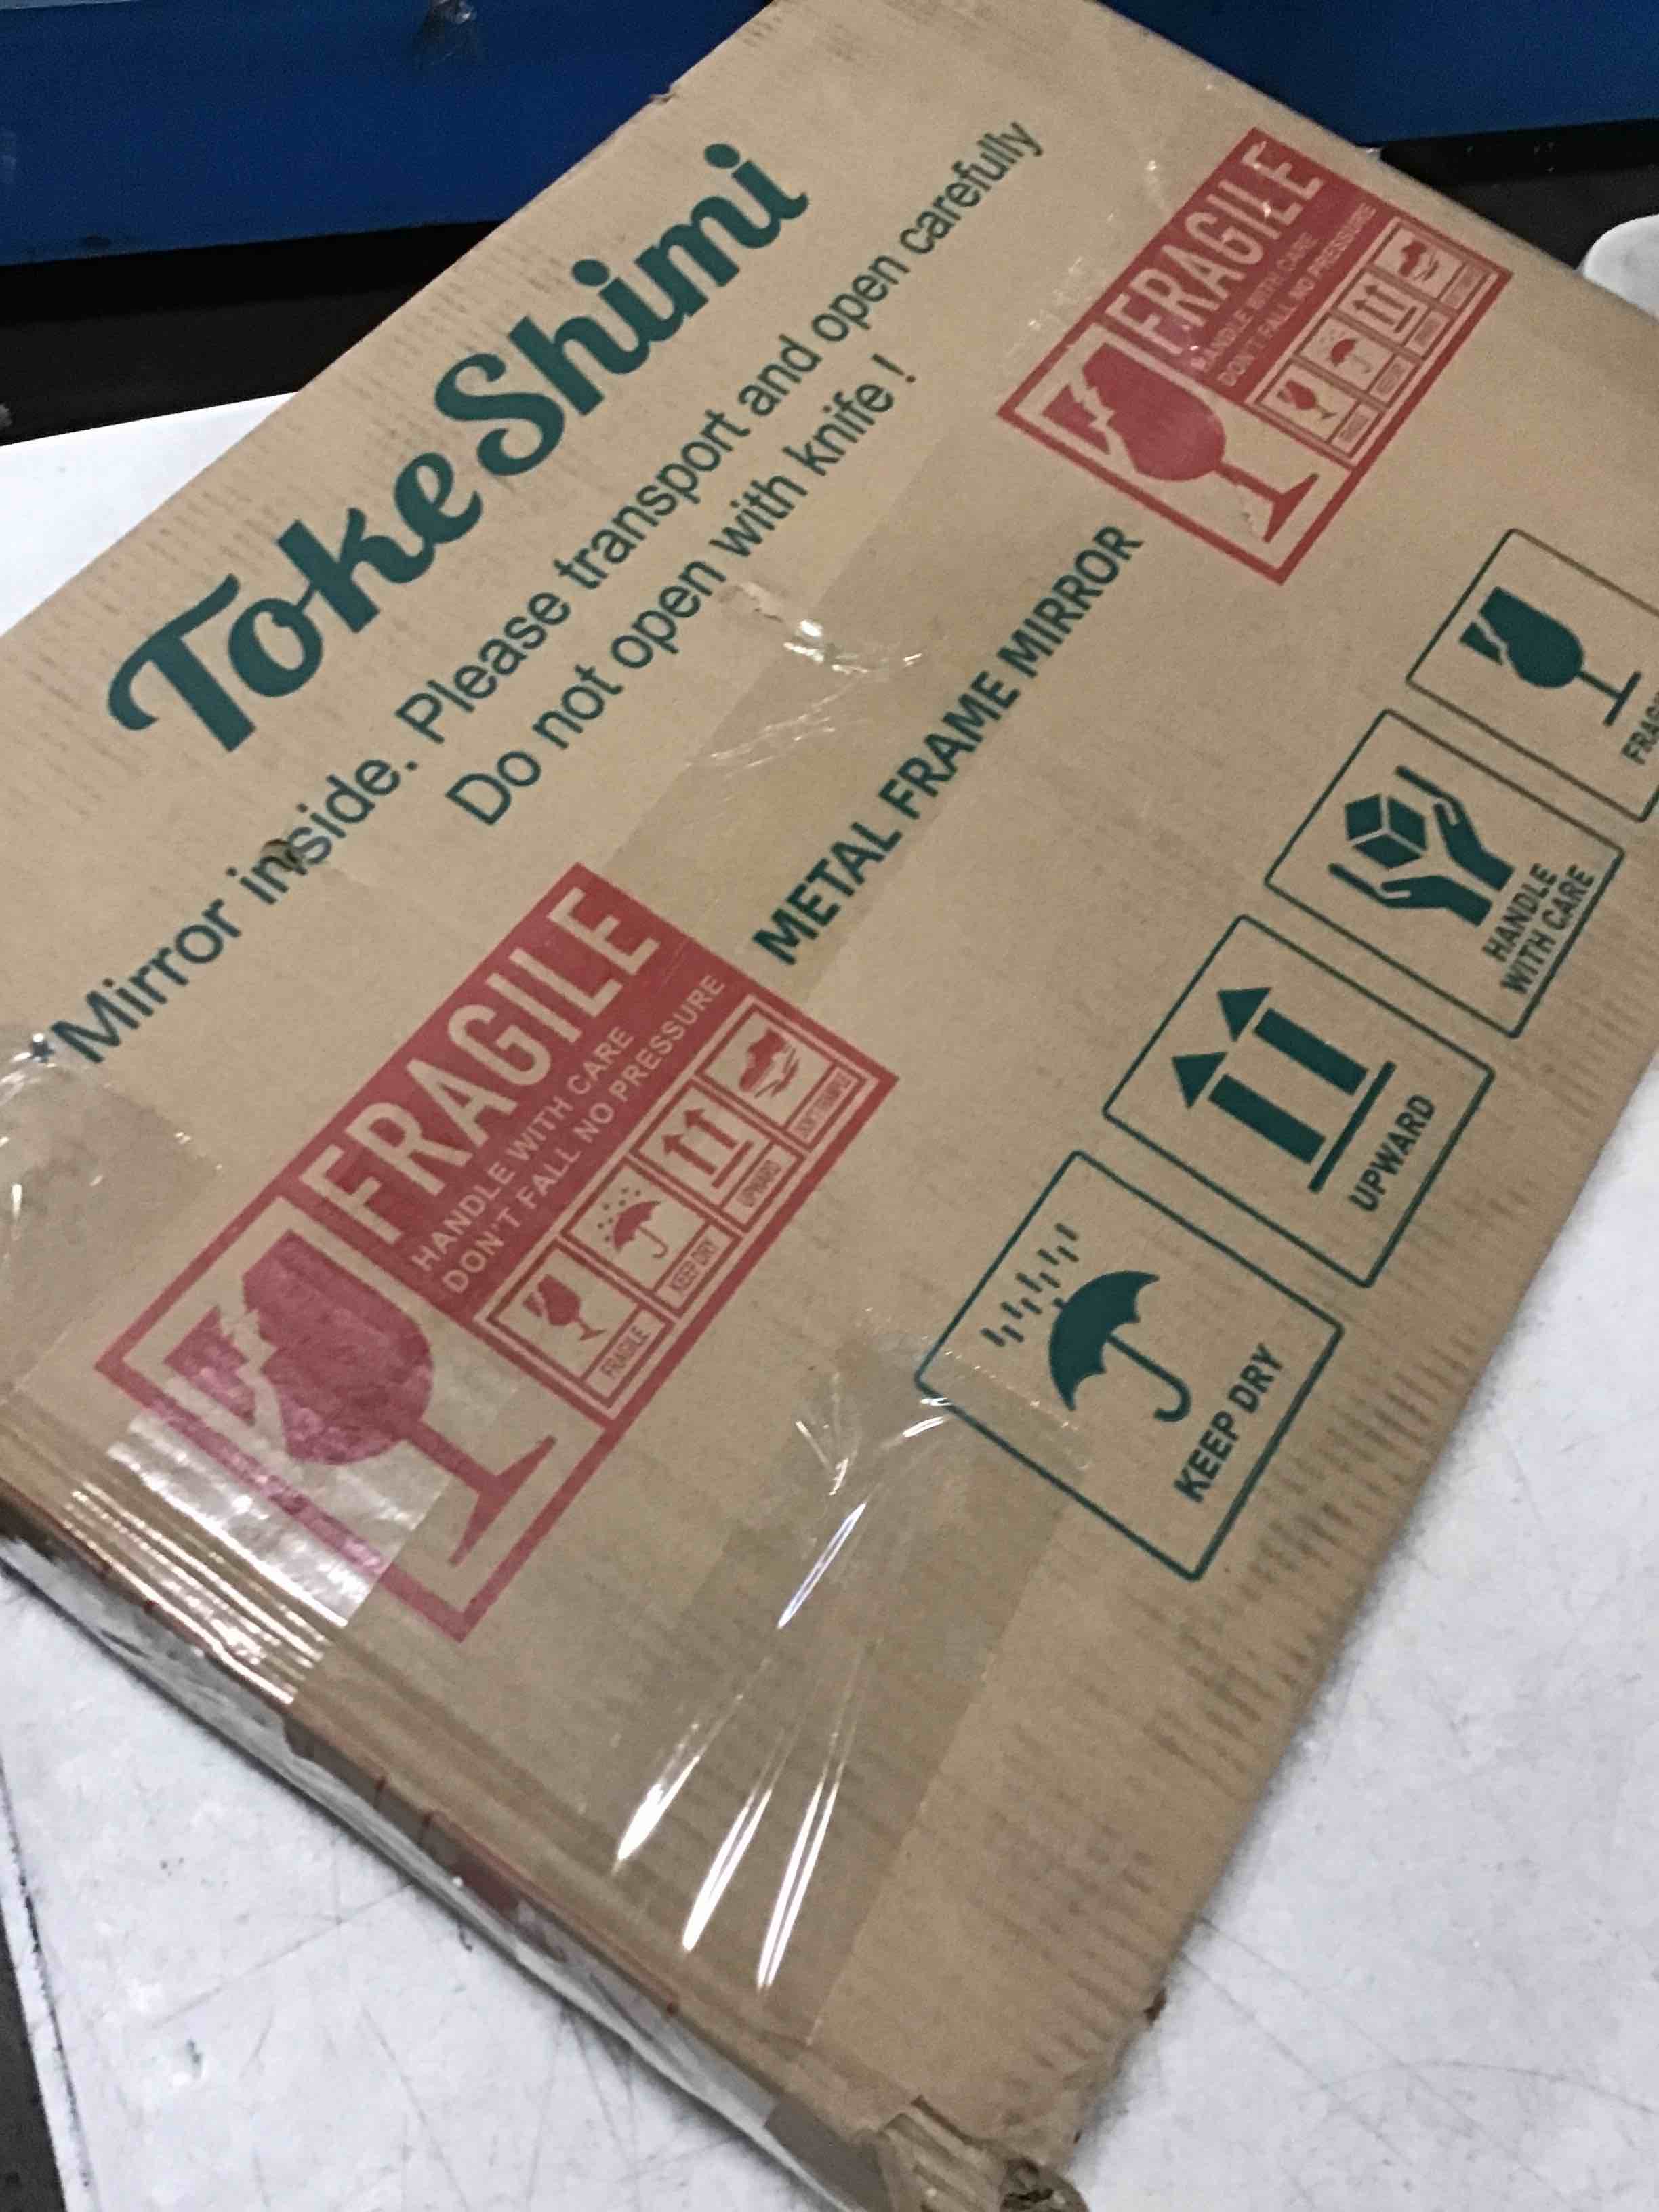 TokeShimi
*Mirror inside. Please transport and open carefully
Do not open with knife !
FRAGILE
HANDLE WITH CARE
DON'T FALL NO PRESSURE
FRAGILE
KEEP DRY
UPWARD
METAL FRAME MIRROR
FRAGILE
HANDLE WITH CARE
DON'T FALL NO PRESSURE
KEEP DRY
UPWARD
HANDLE
WITH CARE